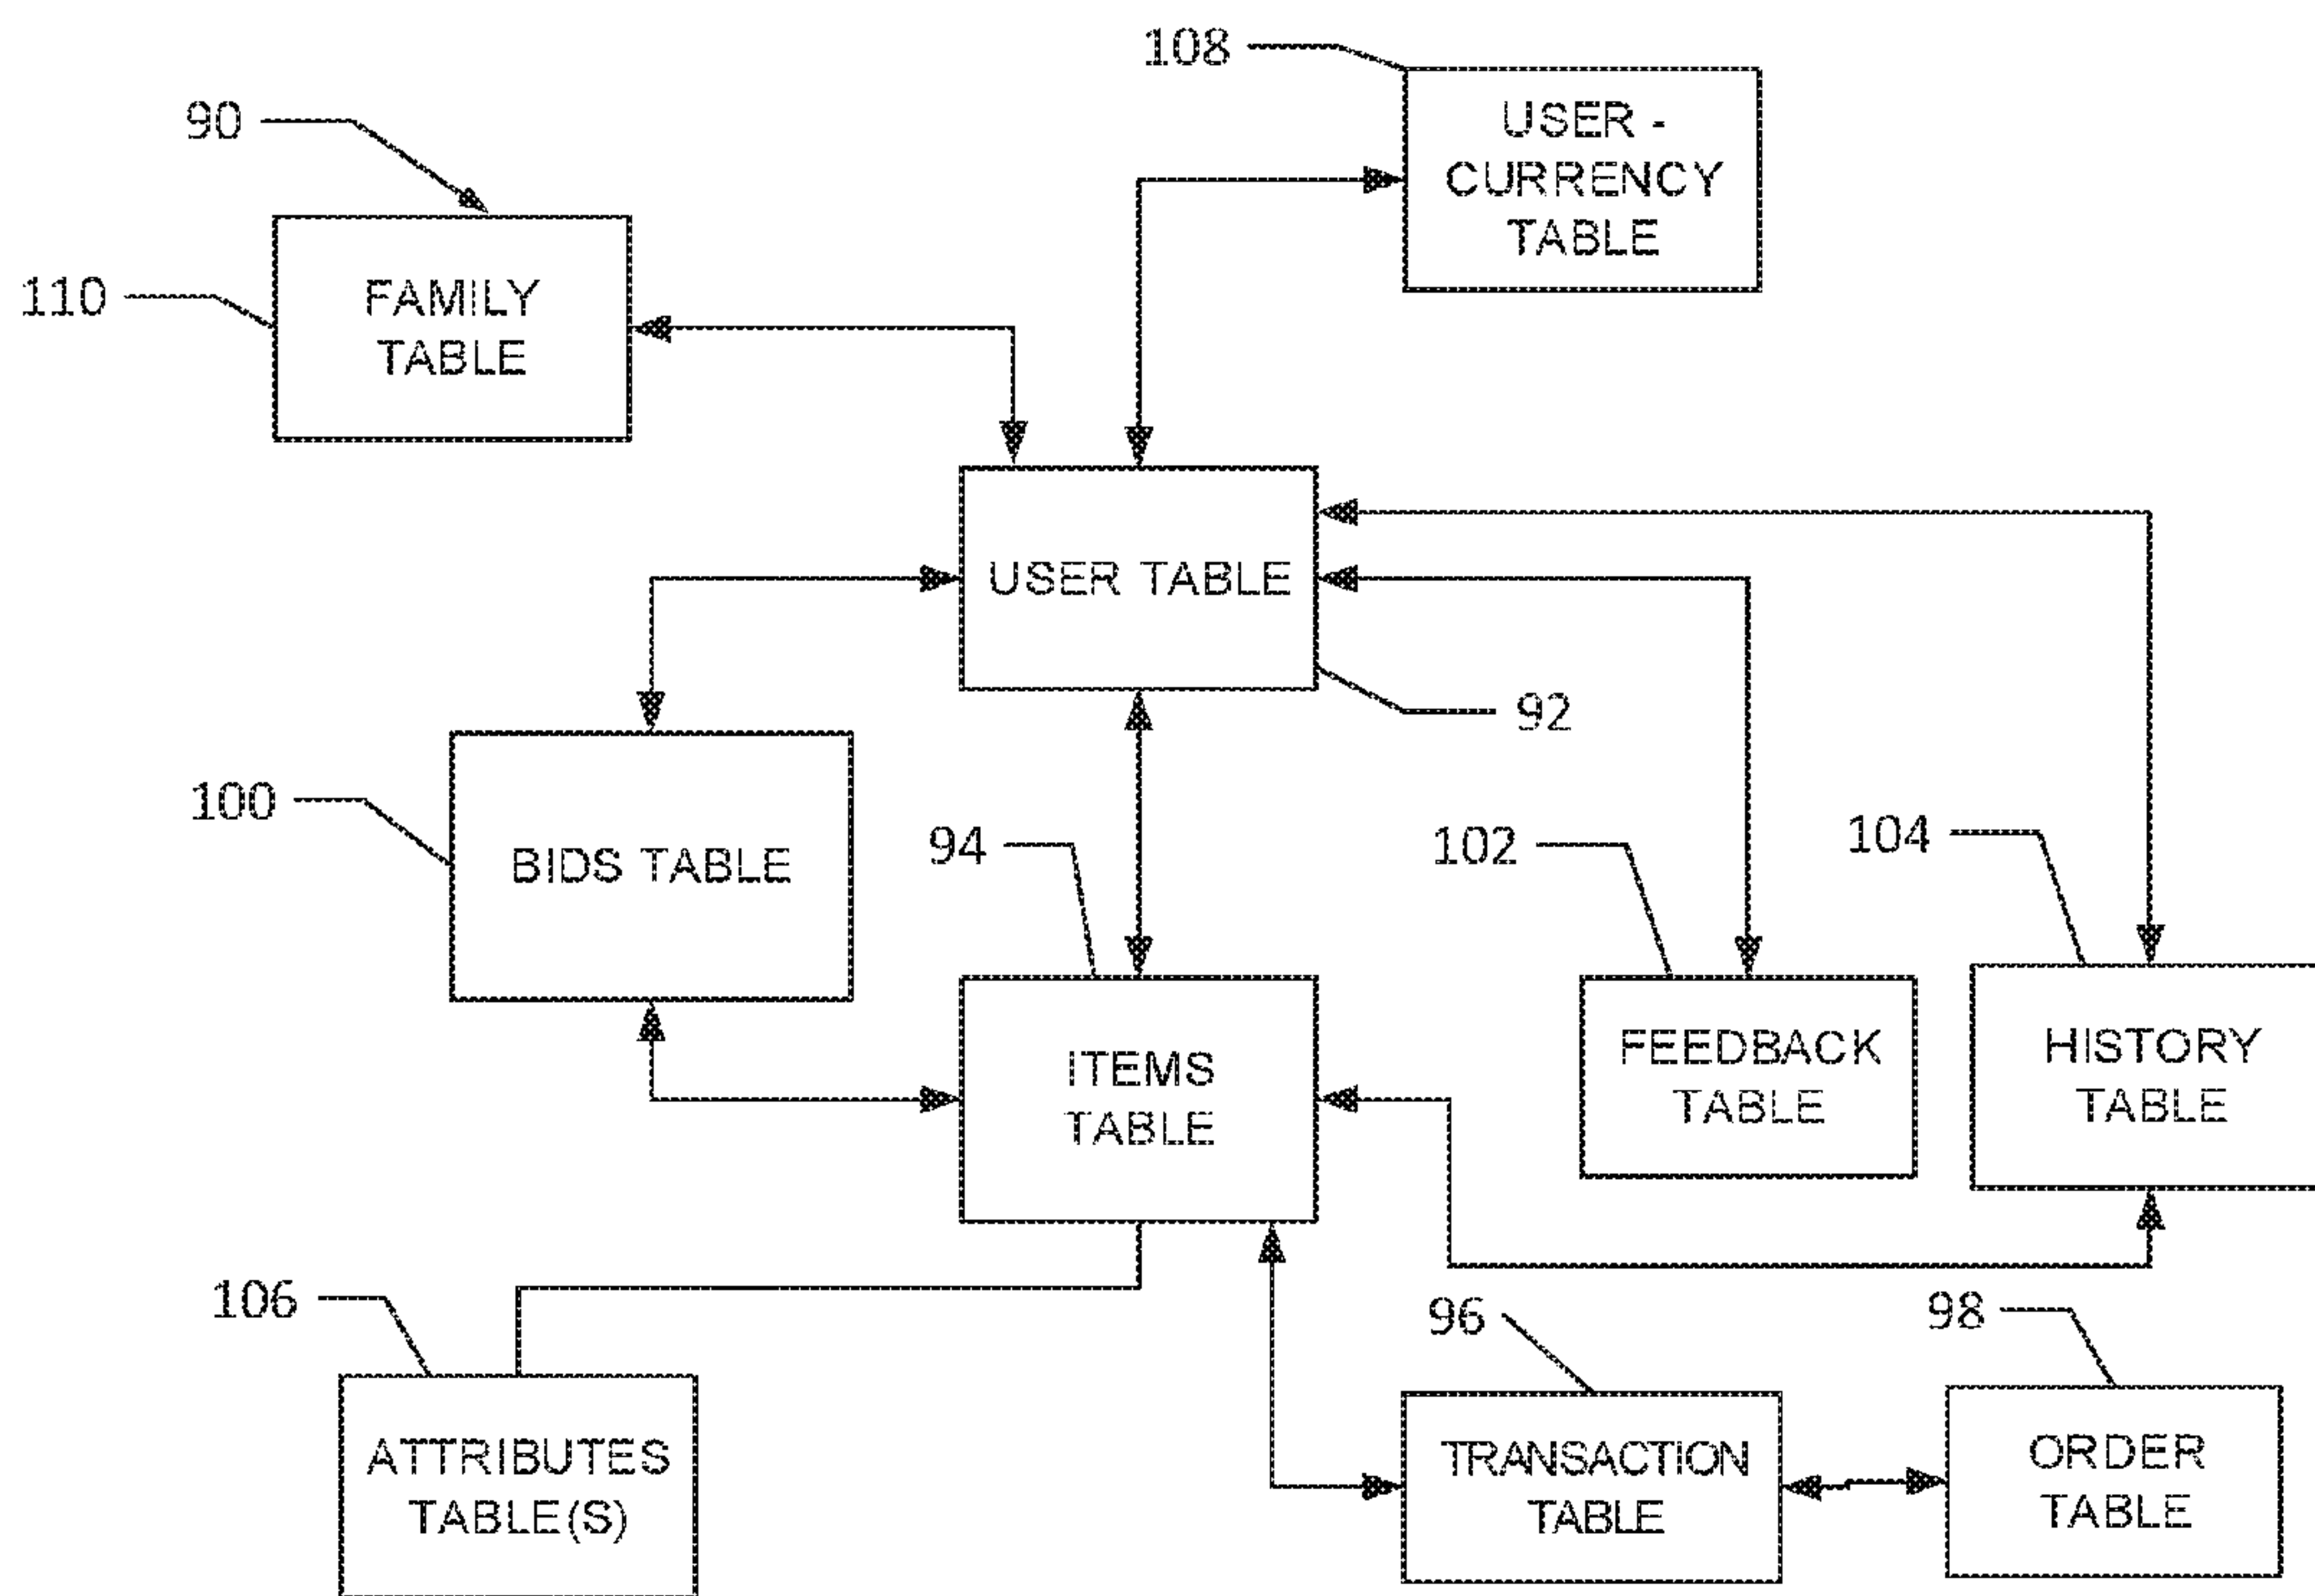 108
USER -
CURRENCY
TABLE
90
110
FAMILY
TABLE
USER TABLE
92
100
BIDS TABLE
94
ITEMS
TABLE
102
FEEDBACK
TABLE
104
HISTORY
TABLE
106
ATTRIBUTES
TABLE(S)
96
TRANSACTION
TABLE
98
ORDER
TABLE